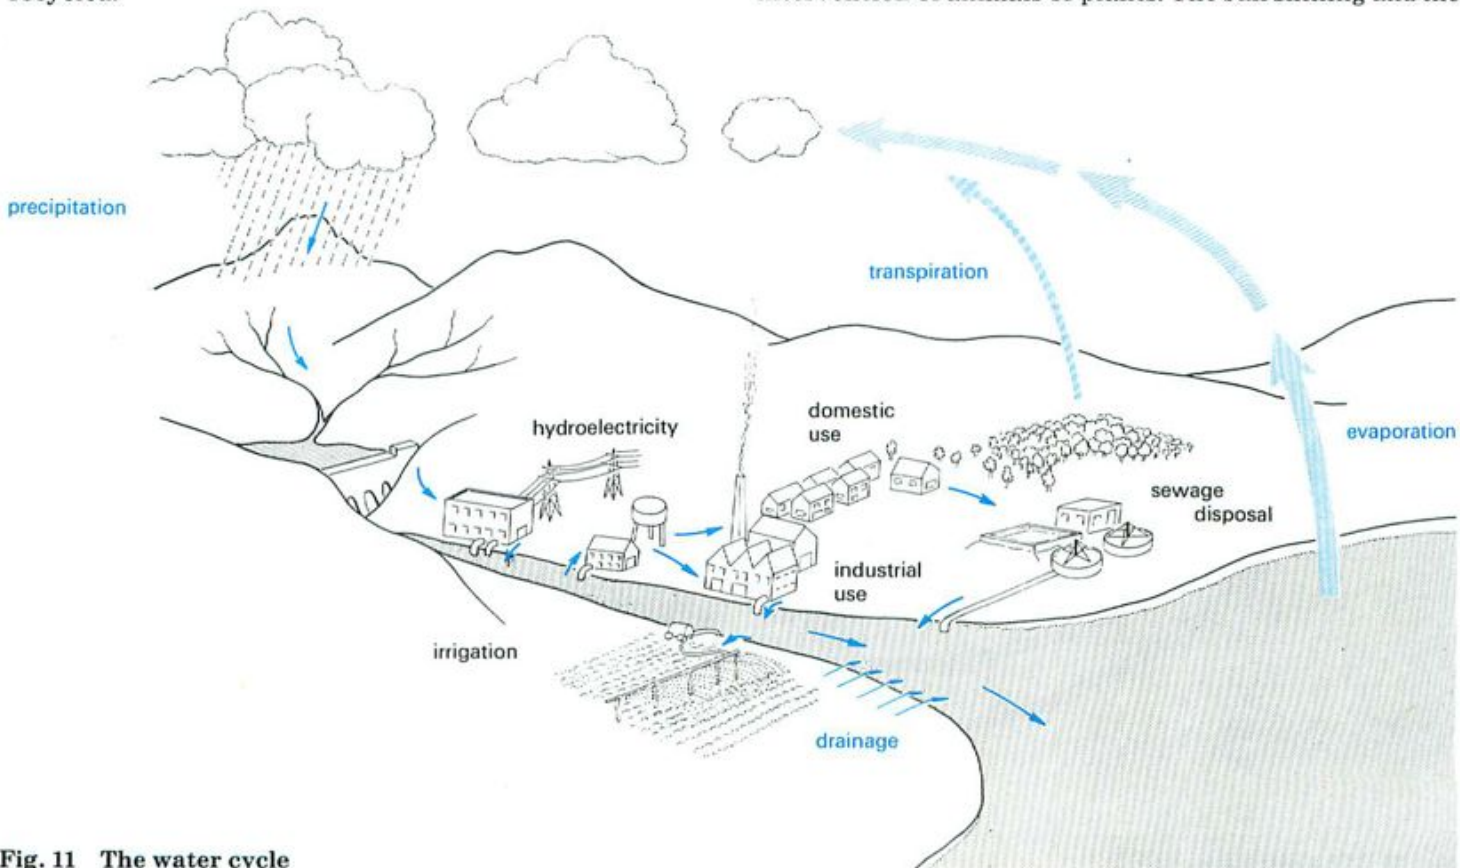 precipitation
transpiration
domestic
use
hydroelectricity
evaporation
sewage
disposal
industrial
use
irrigation
drainage
Fig. 11 The water cycle